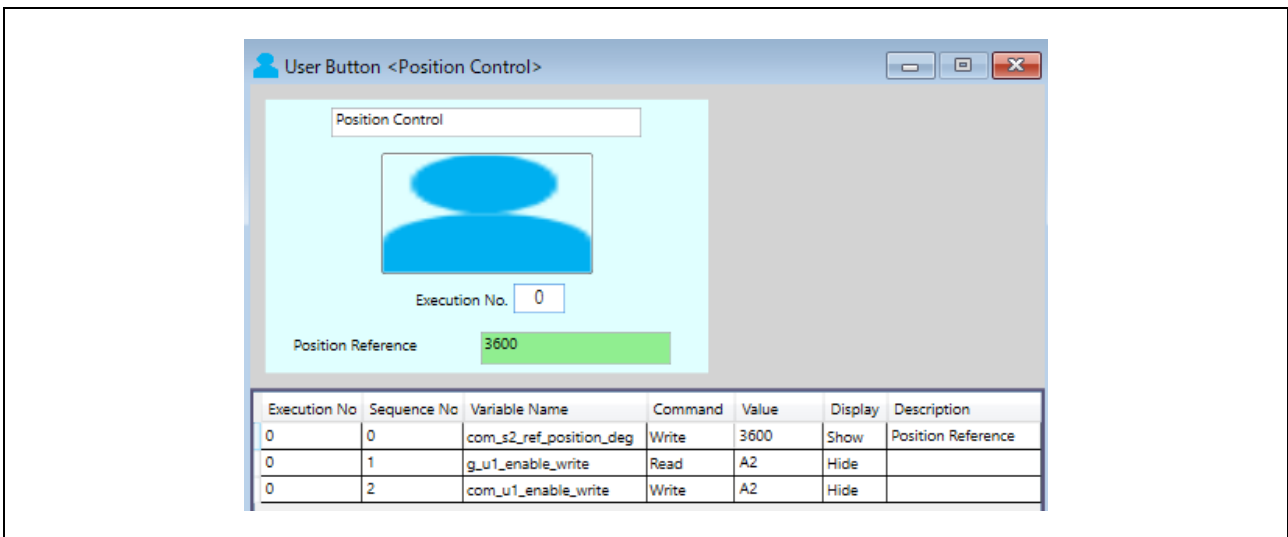 User Button <Position Control>
Position Control
Execution No. 0
Position Reference 3600
Execution No Sequence No Variable Name Command Value Display Description
0 0 com_s2_ref_position_deg Write 3600 Show Position Reference
0 1 g_u1_enable_write Read A2 Hide
0 2 com_u1_enable_write Write A2 Hide